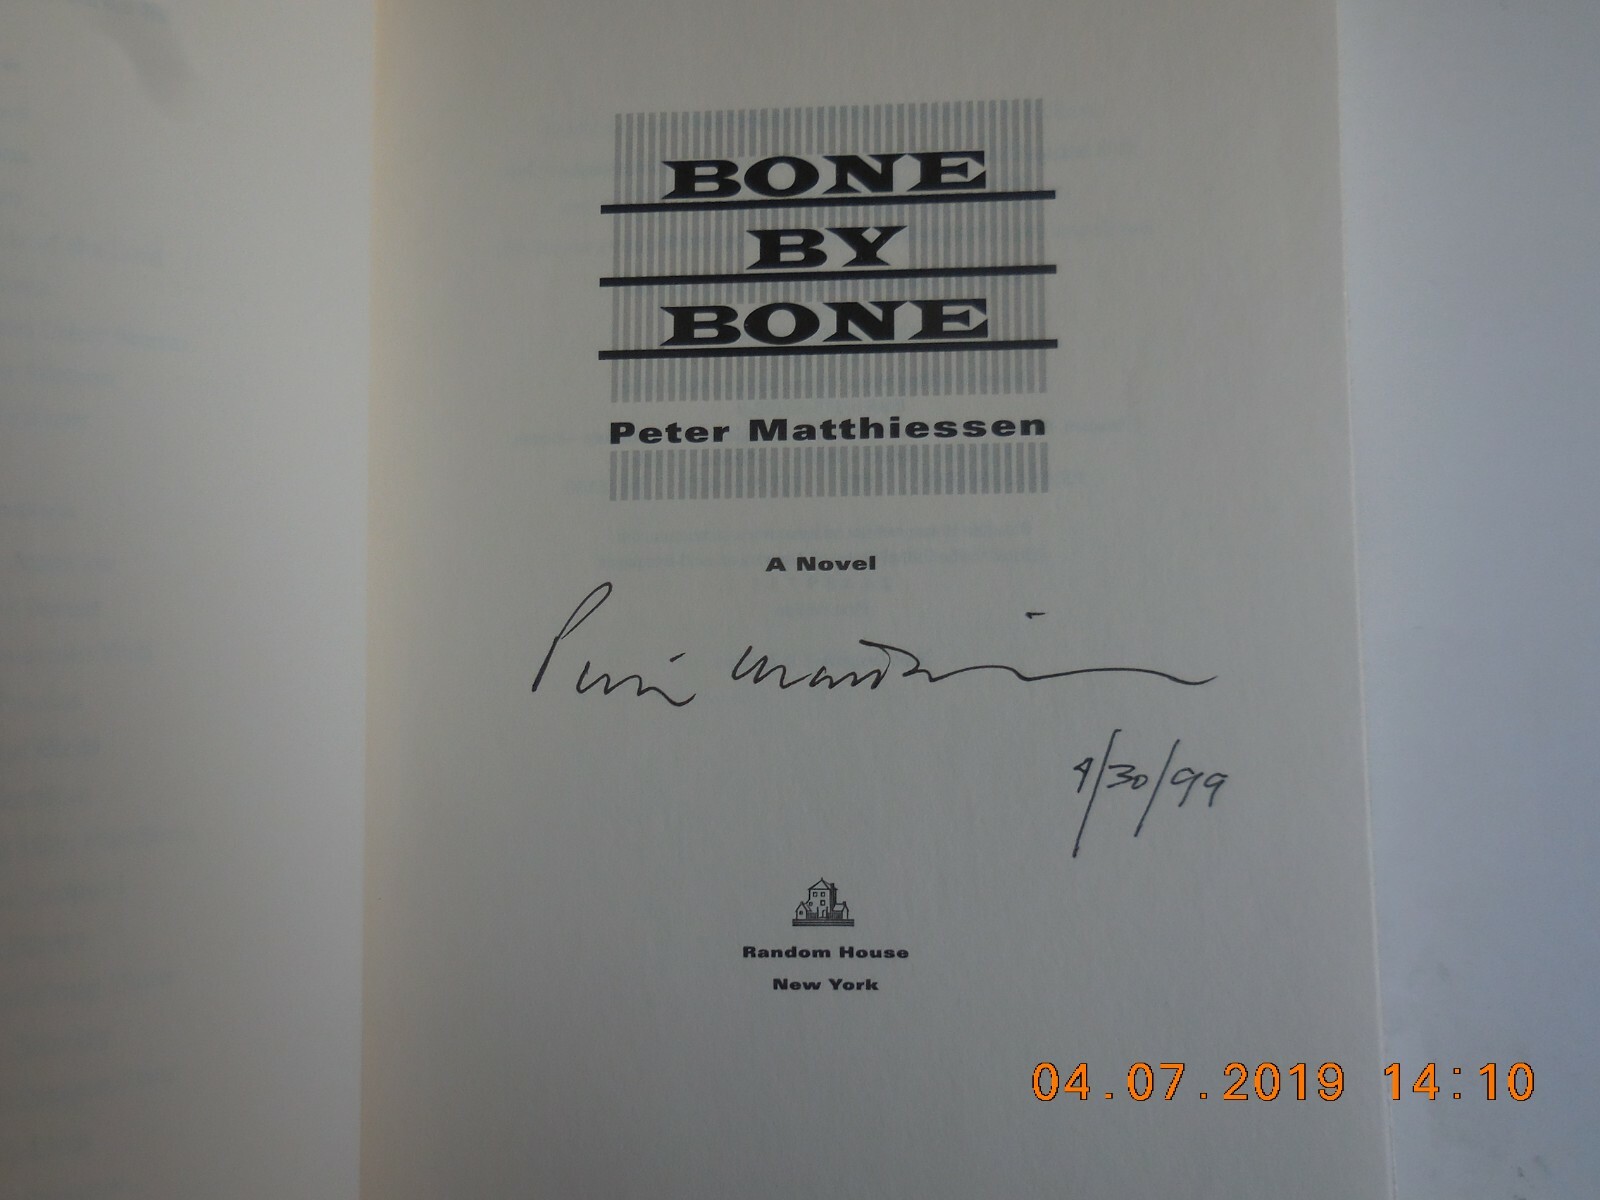 BONE
BY
BONE
Peter Matthiessen
A Novel
4/30/99
Random House
New York
04.07.2019 14:10